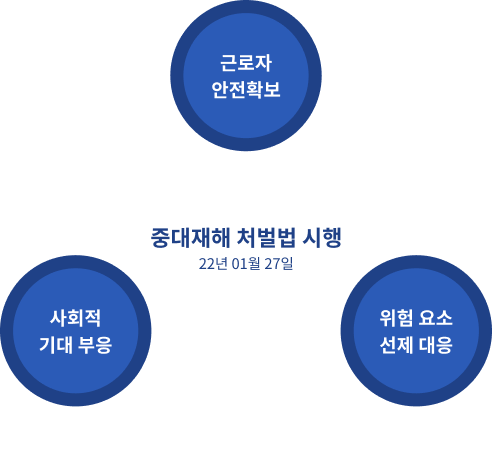 근로자
안전확보
중대재해 처벌법 시행
22년 01월 27일
사회적
기대 부응
위험 요소
선제 대응